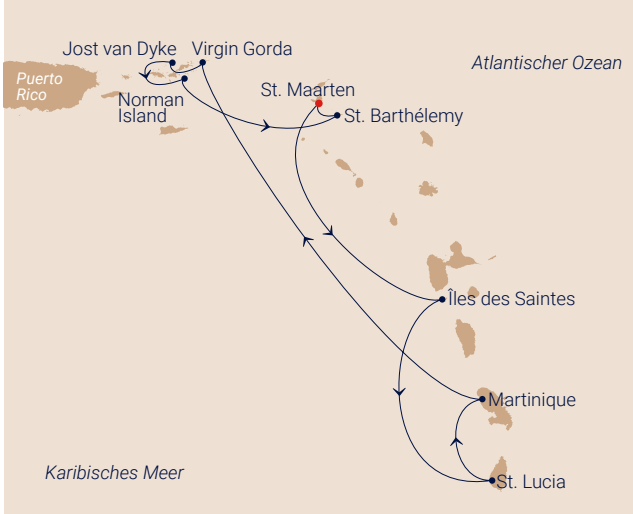 Jost van Dyke
Virgin Gorda
Atlantischer Ozean
Puerto
Rico
Norman
Island
St. Maarten
St. Barthélemy
Îles des Saintes
Martinique
Karibisches Meer
St. Lucia